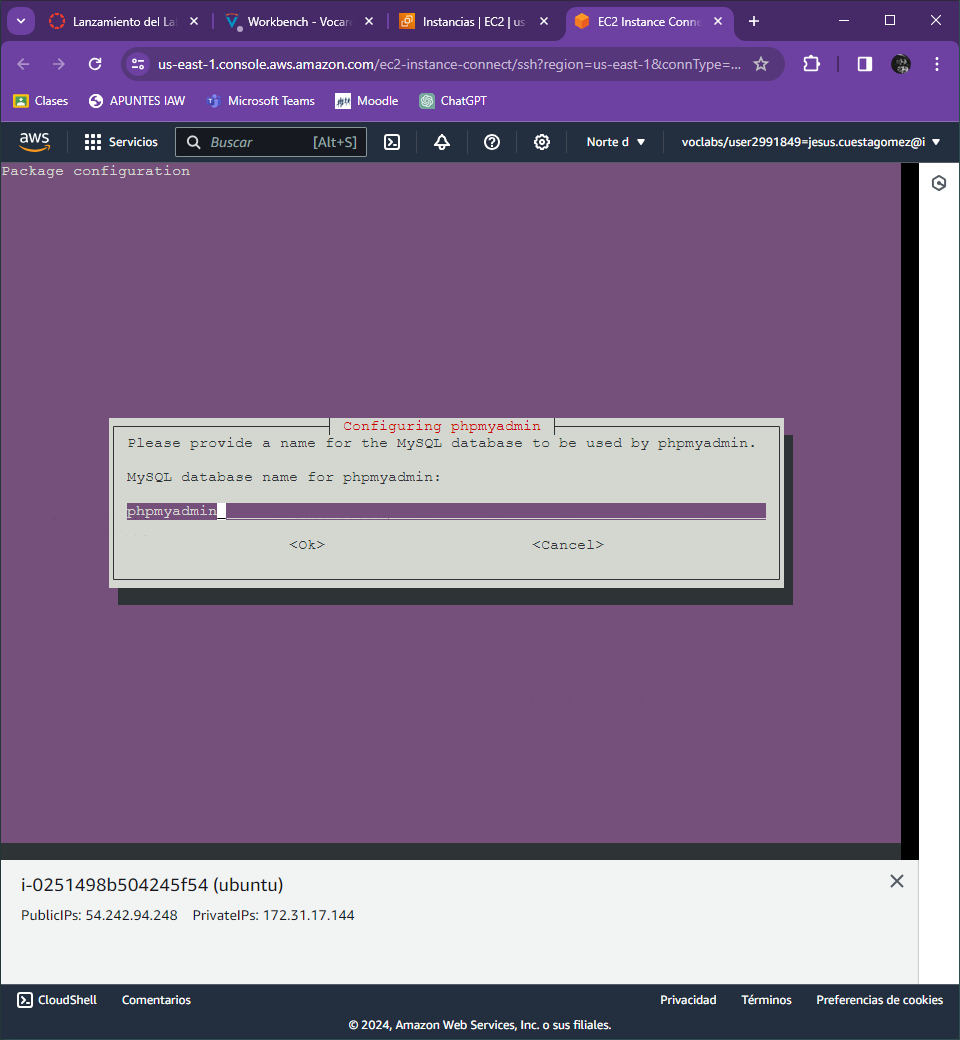 Lanzamiento del La
Workbench - Vocar
Instancias | EC2 | us
EC2 Instance Conne
us-east-1.console.aws.amazon.com/ec2-instance-connect/ssh?region=us-east-1&connType=...
Clases
APUNTES IAW
Microsoft Teams
Moodle
ChatGPT
aws
Servicios
Buscar
[Alt+S]
Norte d
voclabs/user2991849=jesus.cuestagomez@i
Package configuration
Configuring phpmyadmin
Please provide a name for the MySQL database to be used by phpmyadmin.
MySQL database name for phpmyadmin:
phpmyadmin
<Ok>
<Cancel>
i-0251498b504245f54 (ubuntu)
PublicIPs: 54.242.94.248 PrivateIPs: 172.31.17.144
CloudShell
Comentarios
Privacidad
Términos
Preferencias de cookies
© 2024, Amazon Web Services, Inc. o sus filiales.